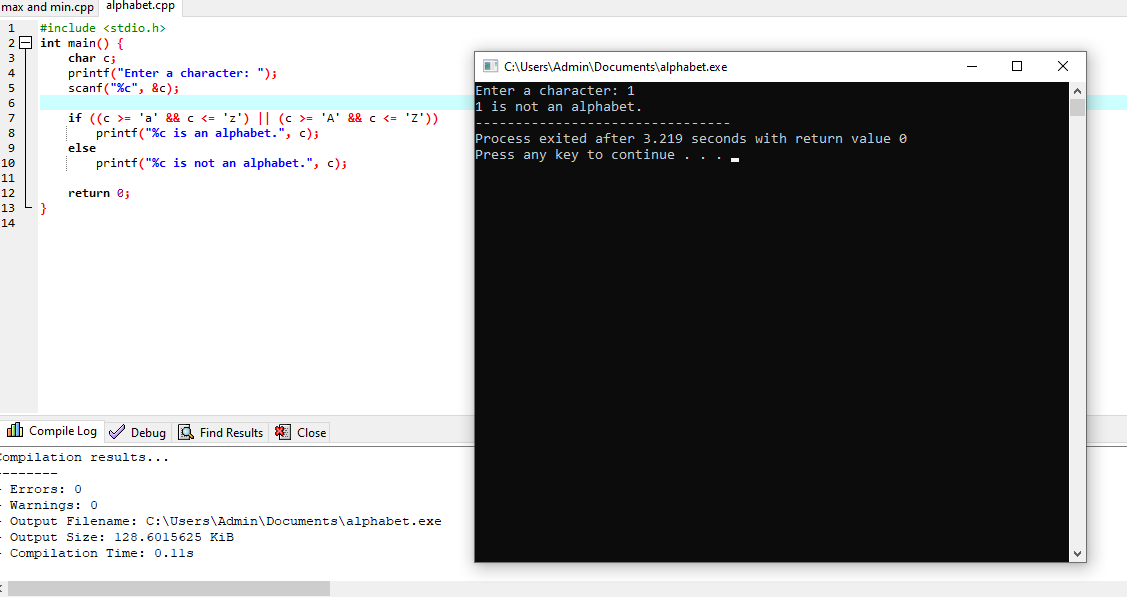 max and min.cpp alphabet.cpp
1 #include <stdio.h>
2 int main() {
3 char c;
4 printf("Enter a character: ");
5 scanf("%c", &c);
6
7 if ((c >= 'a' && c <= 'z') || (c >= 'A' && c <= 'Z'))
8 printf("%c is an alphabet.", c);
9 else
10 printf("%c is not an alphabet.", c);
11
12 return 0;
13 }
14
C:\Users\Admin\Documents\alphabet.exe
Enter a character: 1
1 is not an alphabet.
--------------------------------
Process exited after 3.219 seconds with return value 0
Press any key to continue . . .
Compile Log Debug Find Results Close
Compilation results...
--------
- Errors: 0
- Warnings: 0
- Output Filename: C:\Users\Admin\Documents\alphabet.exe
- Output Size: 128.6015625 KiB
- Compilation Time: 0.11s